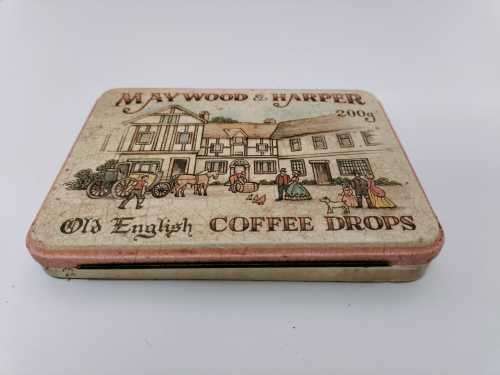 MAYWOOD & HARPER
200g
Old English COFFEE DROPS